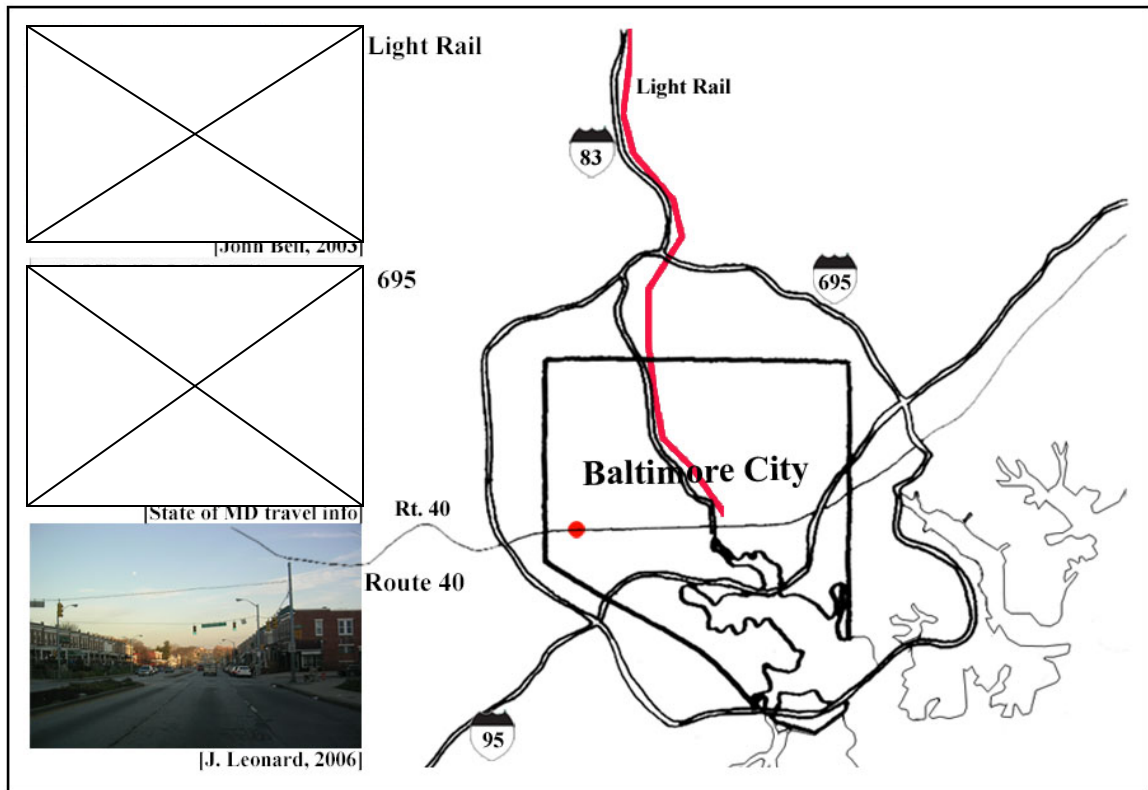 Light Rail
[John Bell, 2003]
695
[State of MD travel info]
Route 40
[J. Leonard, 2006]
Light Rail
83
695
Baltimore City
Rt. 40
95